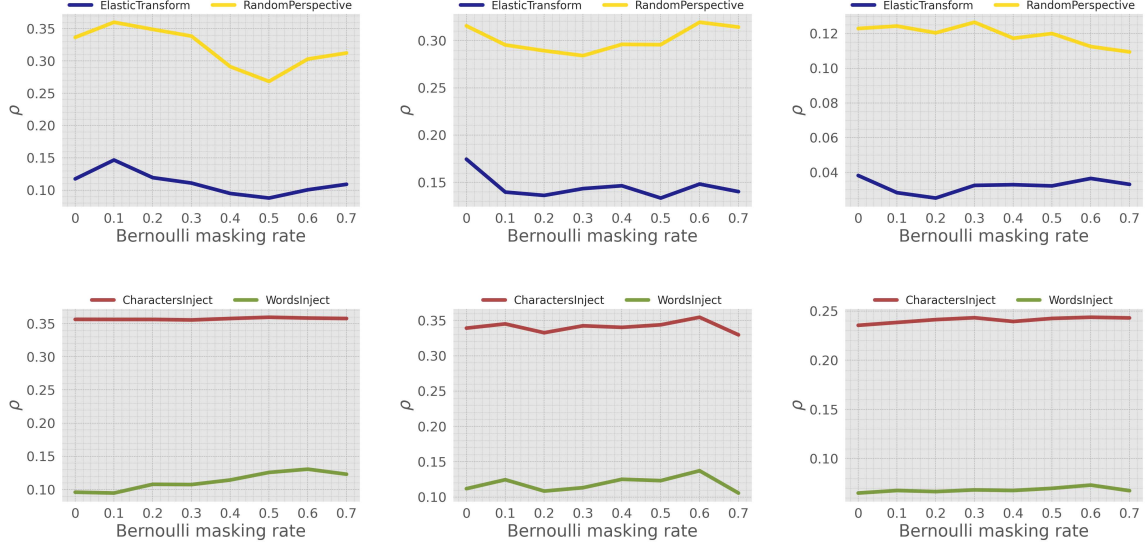 ElasticTransform RandomPerspective
0.35
0.30
0.25
0.20
0.15
0.10
ρ
0 0.1 0.2 0.3 0.4 0.5 0.6 0.7
Bernoulli masking rate
ElasticTransform RandomPerspective
0.30
0.25
0.20
0.15
ρ
0 0.1 0.2 0.3 0.4 0.5 0.6 0.7
Bernoulli masking rate
ElasticTransform RandomPerspective
0.12
0.10
0.08
0.06
0.04
ρ
0 0.1 0.2 0.3 0.4 0.5 0.6 0.7
Bernoulli masking rate
CharactersInject WordsInject
0.35
0.30
0.25
0.20
0.15
0.10
ρ
0 0.1 0.2 0.3 0.4 0.5 0.6 0.7
Bernoulli masking rate
CharactersInject WordsInject
0.35
0.30
0.25
0.20
0.15
0.10
ρ
0 0.1 0.2 0.3 0.4 0.5 0.6 0.7
Bernoulli masking rate
CharactersInject WordsInject
0.25
0.20
0.15
0.10
ρ
0 0.1 0.2 0.3 0.4 0.5 0.6 0.7
Bernoulli masking rate